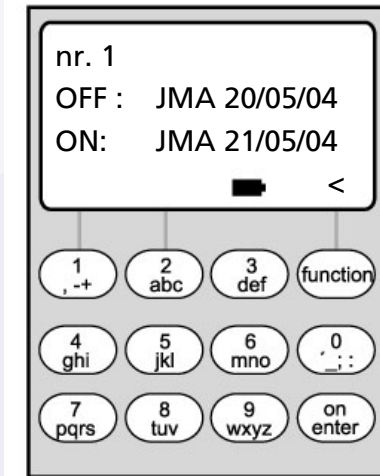 nr. 1
OFF : JMA 20/05/04
ON: JMA 21/05/04
<
1 2 3 function
, -+ abc def
4 5 6 0
ghi jkl mno ´_; :
7 8 9 on
pqrs tuv wxyz enter